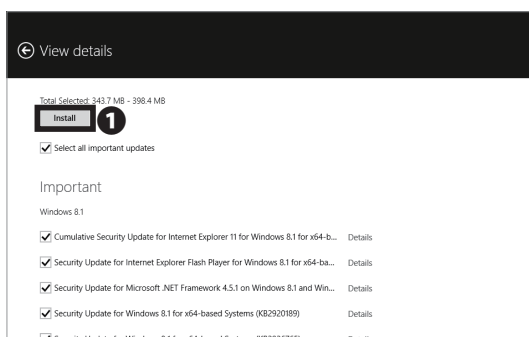 View details
Total Selected: 343.7 MB - 398.4 MB
Install
1
Select all important updates
Important
Windows 8.1
Cumulative Security Update for Internet Explorer 11 for Windows 8.1 for x64-b... Details
Security Update for Internet Explorer Flash Player for Windows 8.1 for x64-ba... Details
Security Update for Microsoft .NET Framework 4.5.1 on Windows 8.1 and Win... Details
Security Update for Windows 8.1 for x64-based Systems (KB2920189) Details